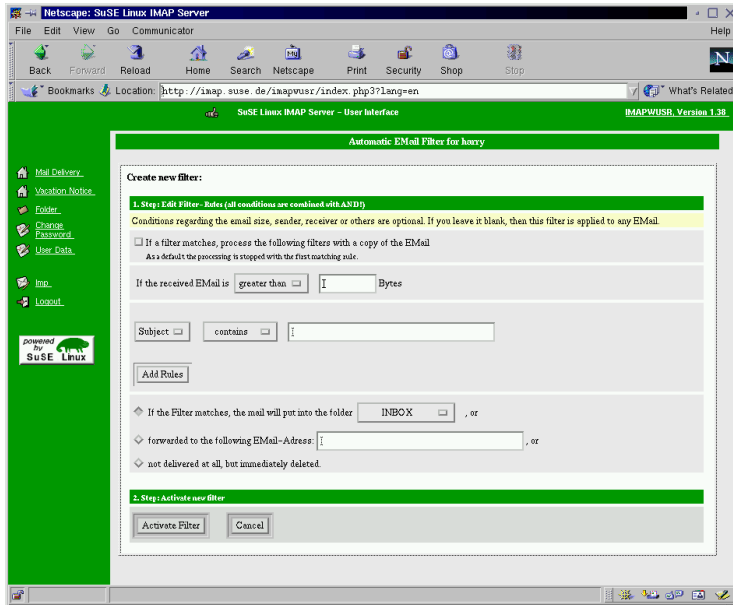 Netscape: SuSE Linux IMAP Server
File Edit View Go Communicator Help
Back Forward Reload Home Search Netscape Print Security Shop Stop
My
N
Bookmarks Location: http://imap.suse.de/imapwusr/index.php3?lang=en What's Related
SuSE Linux IMAP Server - User Interface IMAPWUSR, Version 1.38
Automatic EMail Filter for harry
Mail Delivery
Vacation Notice
Folder
Change
Password
User Data
Imp
Logout
powered
by
SuSE Linux
Create new filter:
1. Step: Edit Filter-Rules (all conditions are combined with AND!)
Conditions regarding the email size, sender, receiver or others are optional. If you leave it blank, then this filter is applied to any EMail.
If a filter matches, process the following filters with a copy of the EMail
As a default the processing is stopped with the first matching rule.
If the received EMail is greater than Bytes
Subject contains
Add Rules
If the Filter matches, the mail will put into the folder INBOX , or
forwarded to the following EMail-Adress: , or
not delivered at all, but immediately deleted.
2. Step: Activate new filter
Activate Filter Cancel